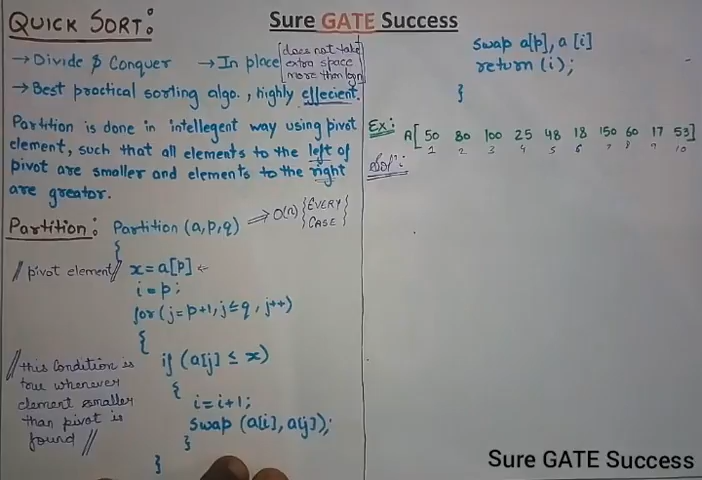 QUICK SORT:
Sure GATE Success
→ Divide & Conquer → In place [does not take
extra space
more than logn]
→ Best practical sorting algo., highly effecient.
Partition is done in intellegent way using pivot
element, such that all elements to the left of
pivot are smaller and elements to the right
are greator.
Partition: Partition (a,p,q) ⟹ O(n) {EVERY
CASE}
{
// pivot element // x = a[p] ←
i = p;
for (j = p+1, j ≤ q, j++)
{
if (a[j] ≤ x)
// this condition is
true whenever
element smaller
than pivot is
found //
{
i = i+1;
swap (a[i], a[j]);
}
}
swap a[p], a[i]
return (i);
}
Ex: A[ 50 80 100 25 48 18 150 60 17 53 ]
1 2 3 4 5 6 7 8 9 10
Sol:
Sure GATE Success